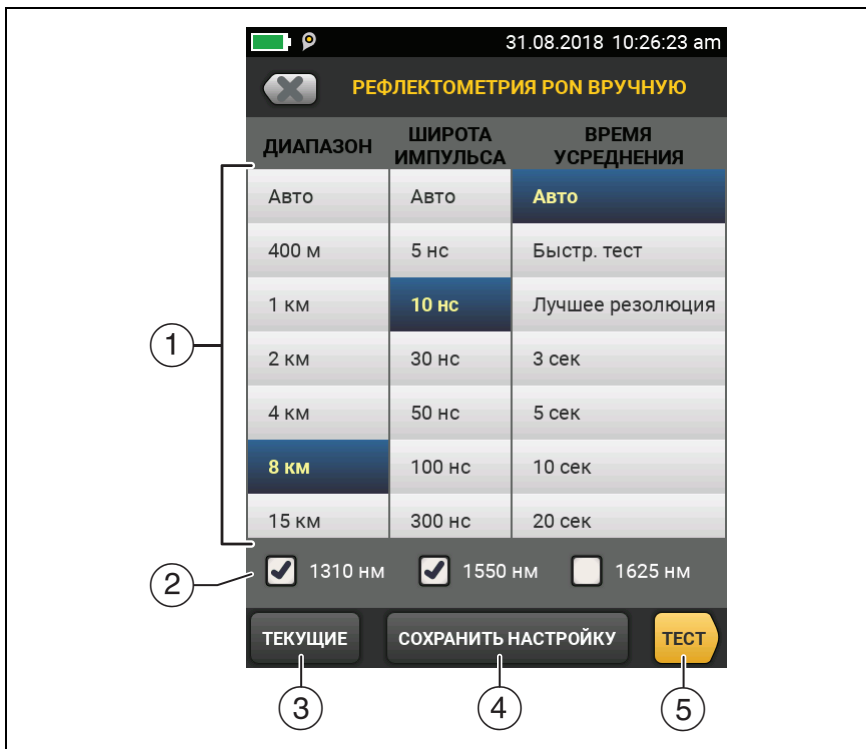 31.08.2018 10:26:23 am
РЕФЛЕКТОМЕТРИЯ PON ВРУЧНУЮ
ДИАПАЗОН
ШИРОТА
ИМПУЛЬСА
ВРЕМЯ
УСРЕДНЕНИЯ
Авто Авто Авто
400 м 5 нс Быстр. тест
1 км 10 нс Лучшее резолюция
2 км 30 нс 3 сек
4 км 50 нс 5 сек
8 км 100 нс 10 сек
15 км 300 нс 20 сек
1310 нм 1550 нм 1625 нм
ТЕКУЩИЕ СОХРАНИТЬ НАСТРОЙКУ ТЕСТ
1
2
3 4 5